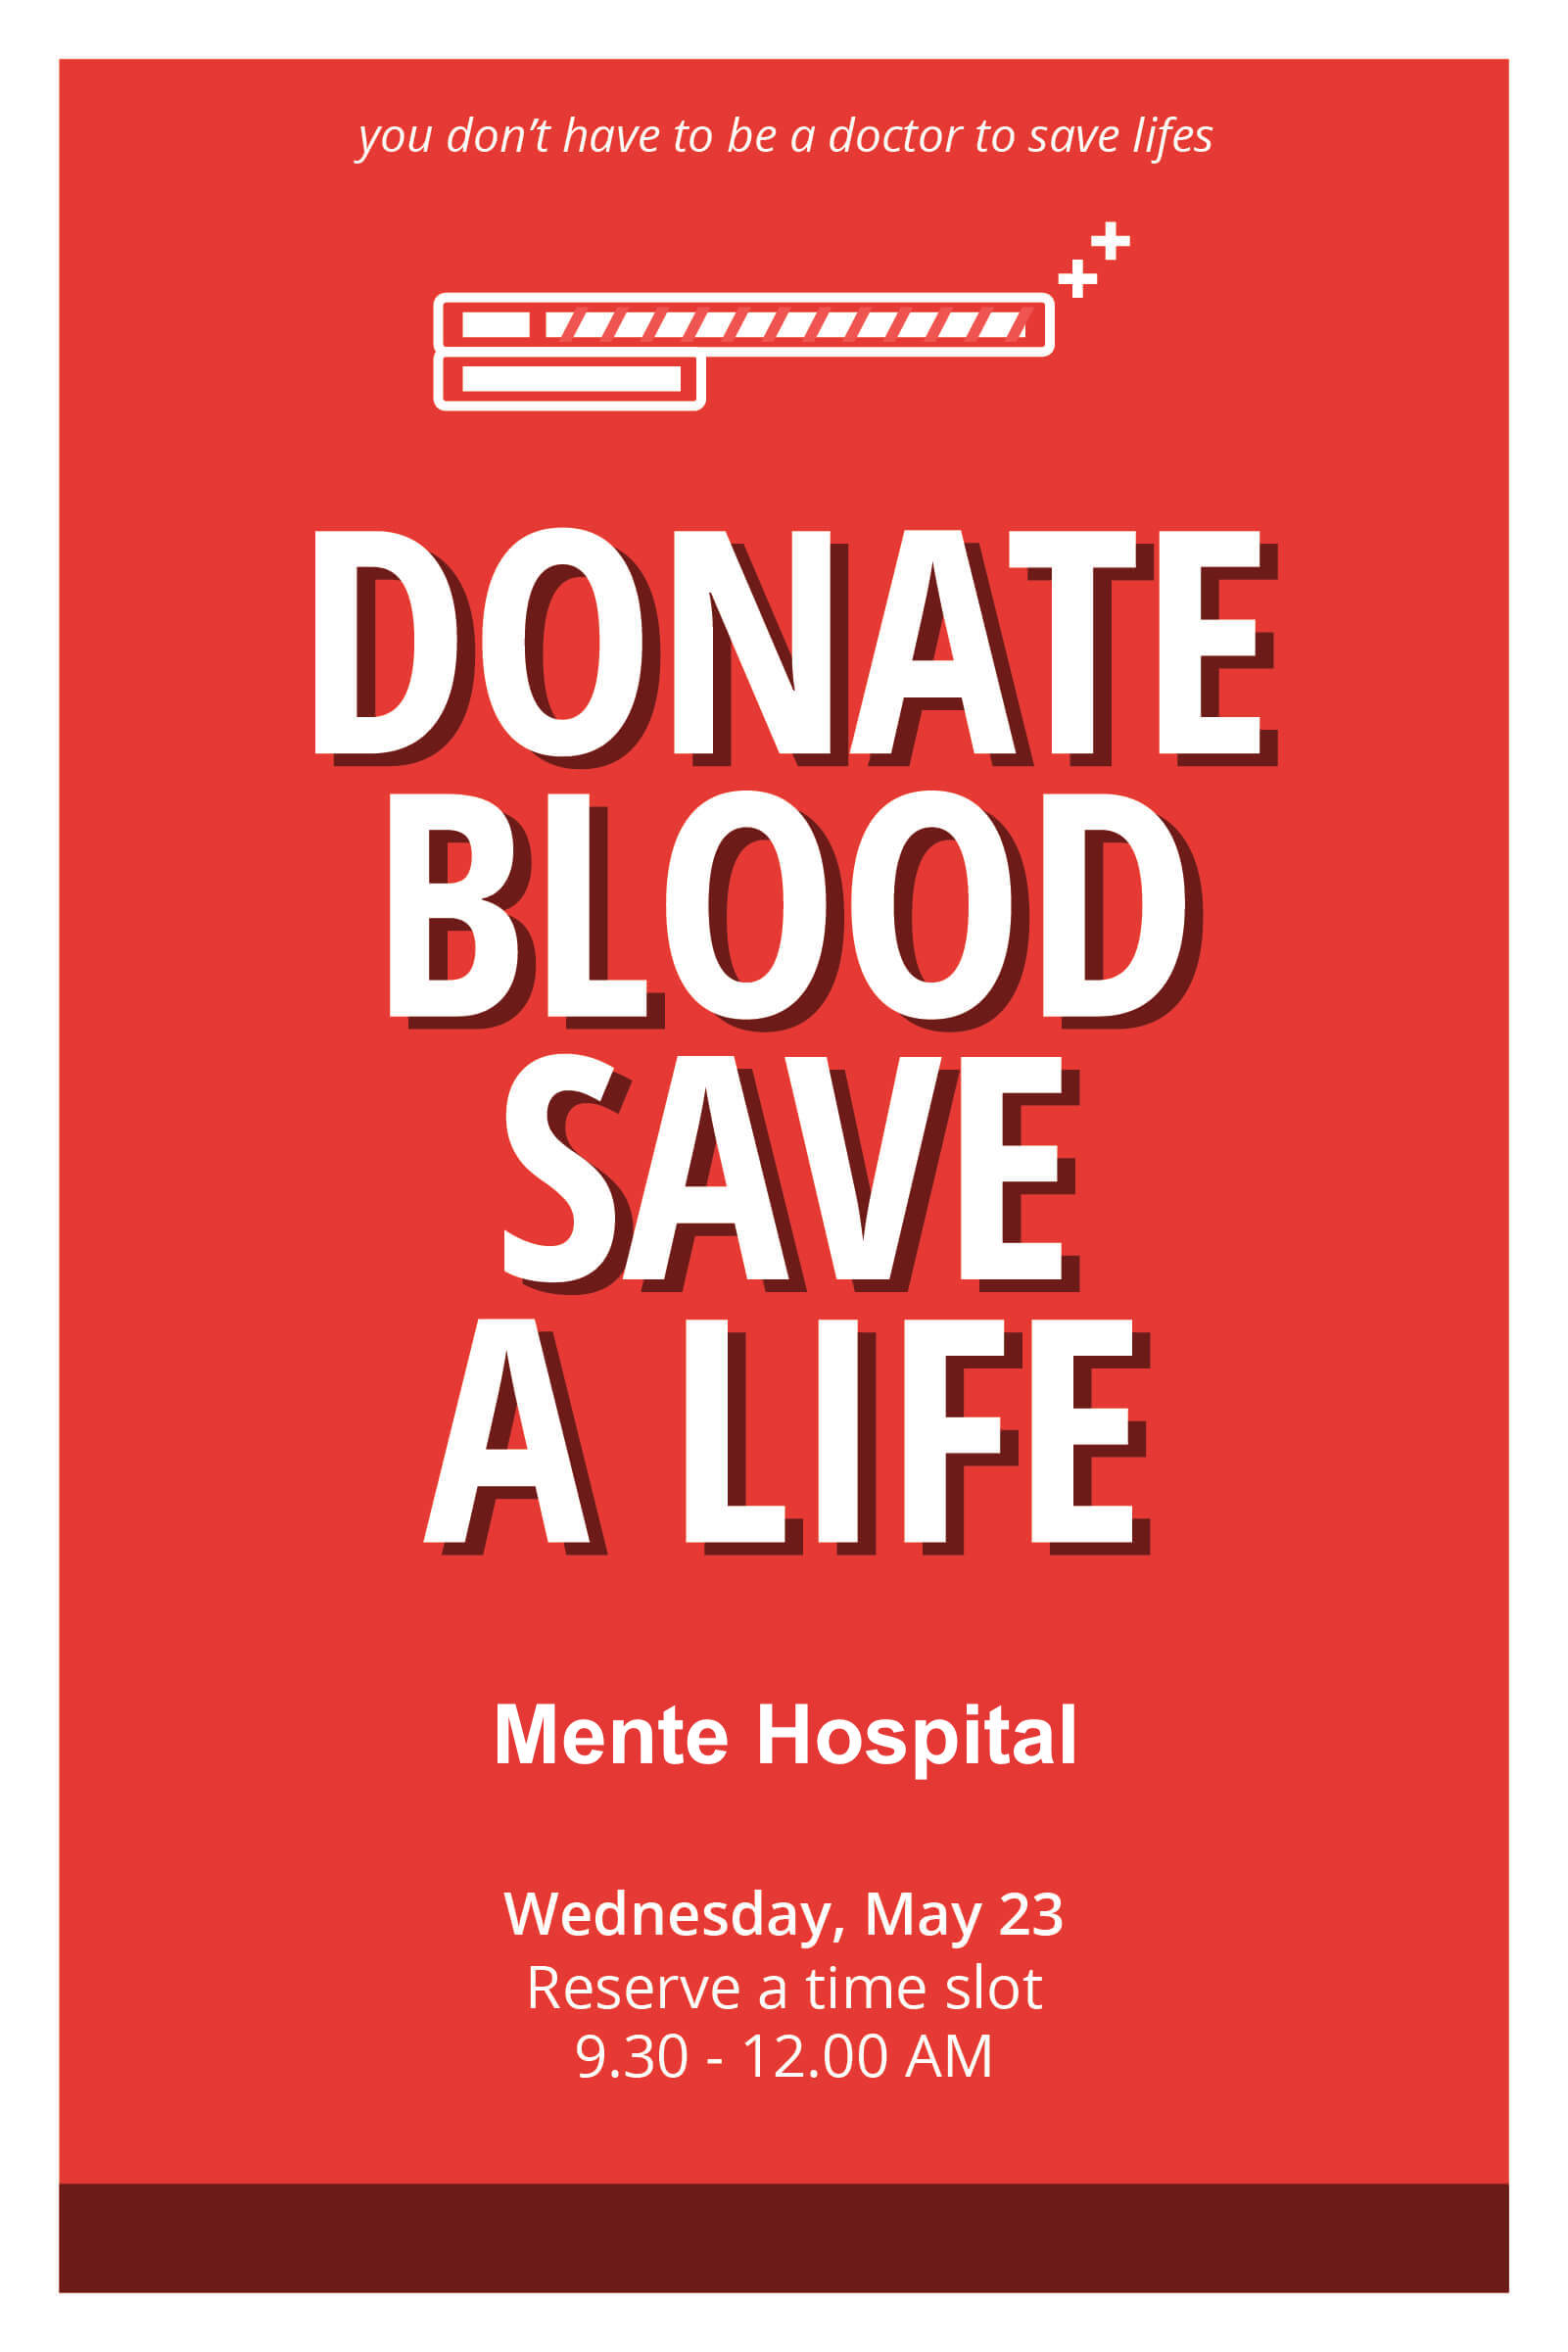 you don't have to be a doctor to save lifes
DONATE
BLOOD
SAVE
A LIFE
Mente Hospital
Wednesday, May 23
Reserve a time slot
9.30 - 12.00 AM